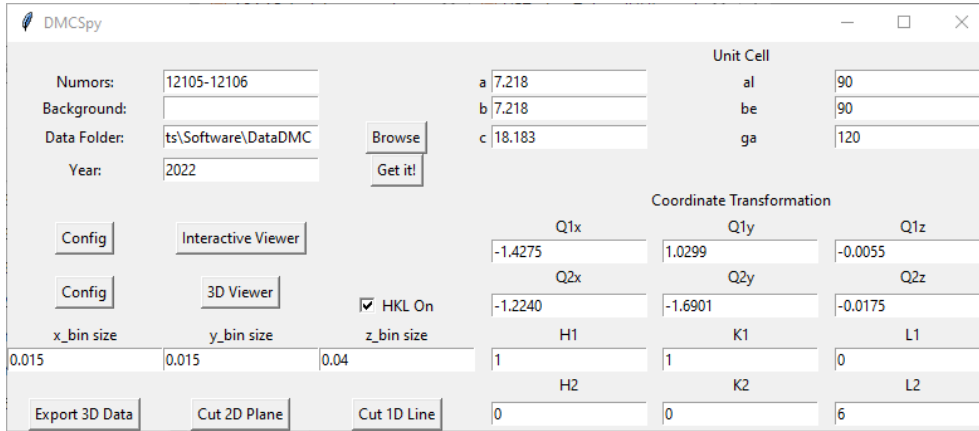 DMCSpy
Unit Cell
Numors: 12105-12106 a 7.218 al 90
Background: b 7.218 be 90
Data Folder: ts\Software\DataDMC Browse c 18.183 ga 120
Year: 2022 Get it!
Coordinate Transformation
Q1x Q1y Q1z
Config Interactive Viewer -1.4275 1.0299 -0.0055
Q2x Q2y Q2z
Config 3D Viewer HKL On -1.2240 -1.6901 -0.0175
x_bin size y_bin size z_bin size H1 K1 L1
0.015 0.015 0.04 1 1 0
H2 K2 L2
Export 3D Data Cut 2D Plane Cut 1D Line 0 0 6